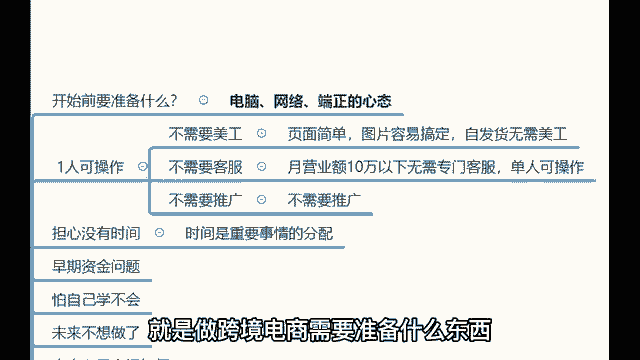 开始前要准备什么? 电脑、网络、端正的心态
不需要美工 页面简单，图片容易搞定，自发货无需美工
1人可操作 不需要客服 月营业额10万以下无需专门客服，单人可操作
不需要推广 不需要推广
担心没有时间 时间是重要事情的分配
早期资金问题
怕自己学不会
未来不想做了
就是做跨境电商需要准备什么东西